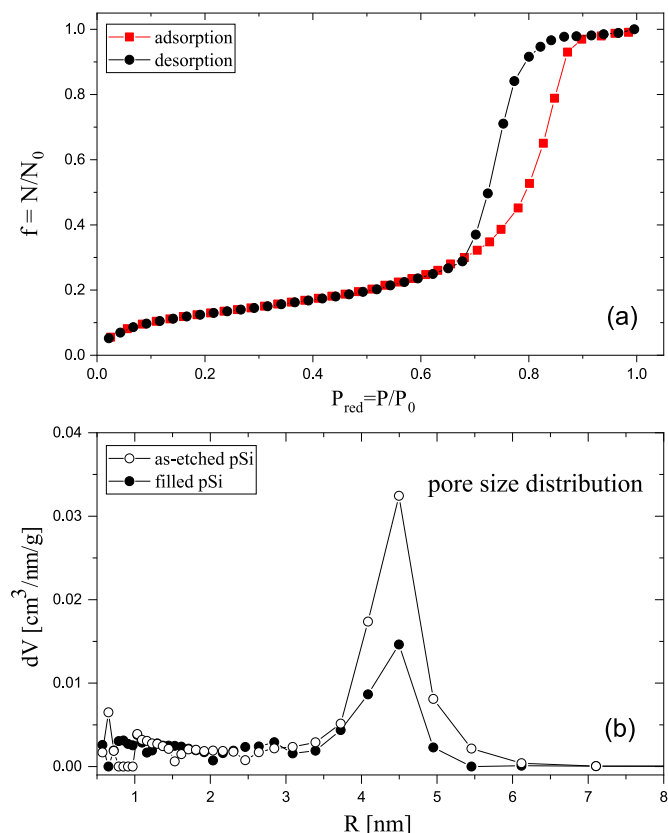 adsorption
desorption
1.0
0.8
0.6
0.4
0.2
0.0
f = N/N₀
(a)
0.0 0.2 0.4 0.6 0.8 1.0
P_red=P/P₀
0.04
0.03
0.02
0.01
0.00
dV [cm³/nm/g]
as-etched pSi
filled pSi
pore size distribution
(b)
1 2 3 4 5 6 7 8
R [nm]